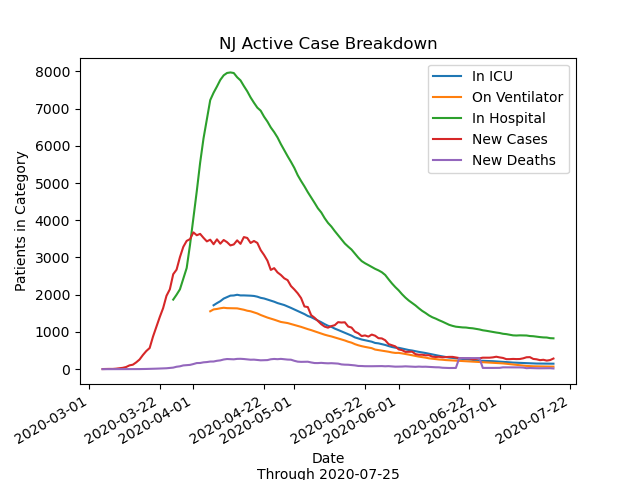 NJ Active Case Breakdown
In ICU
On Ventilator
In Hospital
New Cases
New Deaths
Patients in Category
8000
7000
6000
5000
4000
3000
2000
1000
0
2020-03-01
2020-03-22
2020-04-01
2020-04-22
2020-05-01
2020-05-22
2020-06-01
2020-06-22
2020-07-01
2020-07-22
Date
Through 2020-07-25